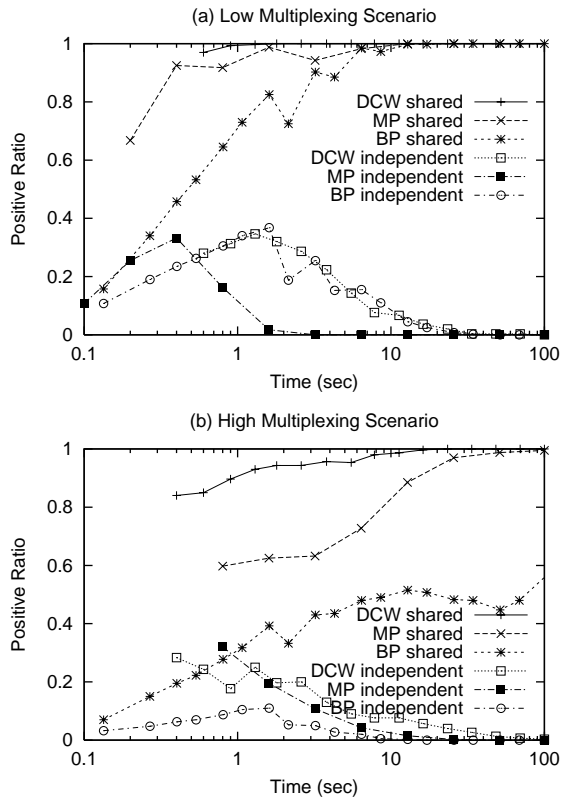 (a) Low Multiplexing Scenario
1
0.8
0.6
0.4
0.2
0
Positive Ratio
DCW shared
MP shared
BP shared
DCW independent
MP independent
BP independent
0.1
1
10
100
Time (sec)
(b) High Multiplexing Scenario
1
0.8
0.6
0.4
0.2
0
Positive Ratio
DCW shared
MP shared
BP shared
DCW independent
MP independent
BP independent
0.1
1
10
100
Time (sec)